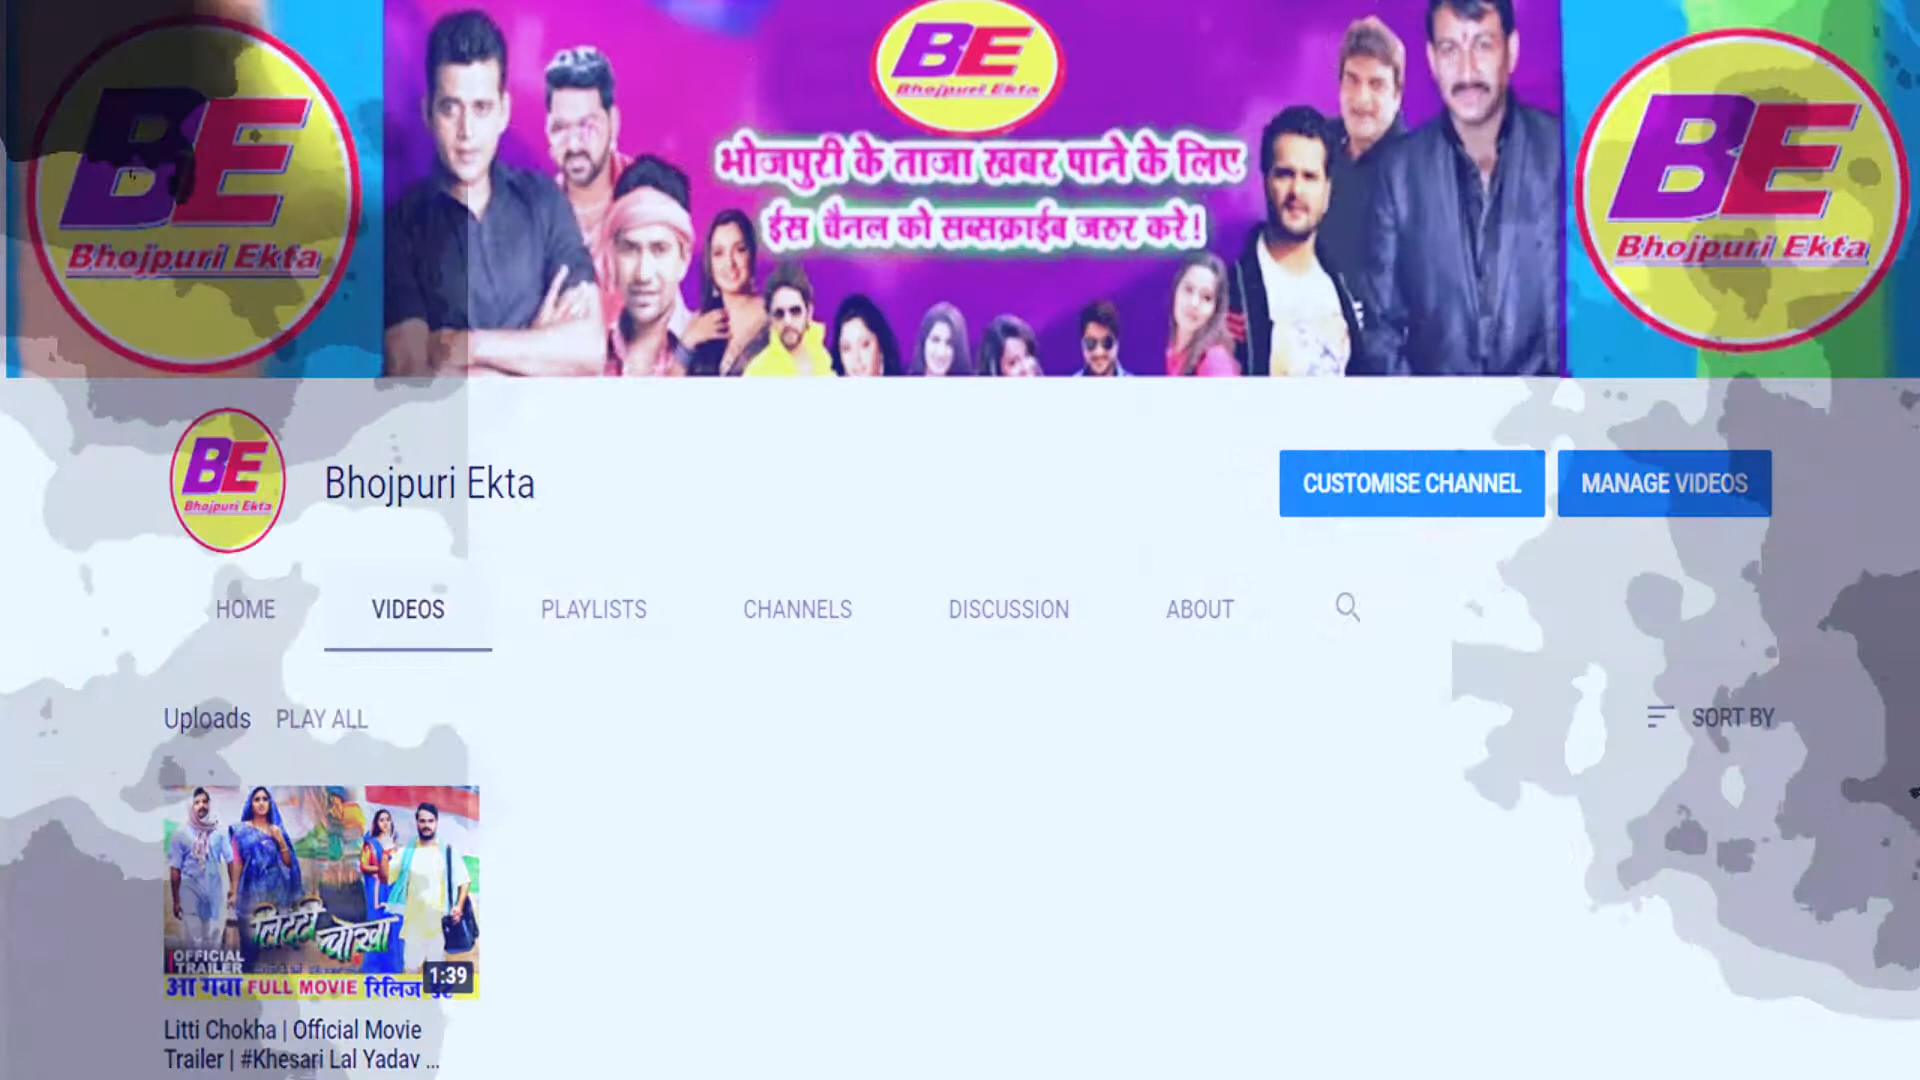 BE
Bhojpuri Ekta
BE
Bhojpuri Ekta
भोजपुरी के ताजा खबर पाने के लिए
ईस चैनल को सब्सक्राईब जरुर करे!
BE
Bhojpuri Ekta
BE
Bhojpuri Ekta
Bhojpuri Ekta
CUSTOMISE CHANNEL
MANAGE VIDEOS
HOME
VIDEOS
PLAYLISTS
CHANNELS
DISCUSSION
ABOUT
Uploads
PLAY ALL
SORT BY
लिट्टी चोखा
OFFICIAL
TRAILER
आ गवा FULL MOVIE रिलिज
1:39
Litti Chokha | Official Movie
Trailer | #Khesari Lal Yadav ...